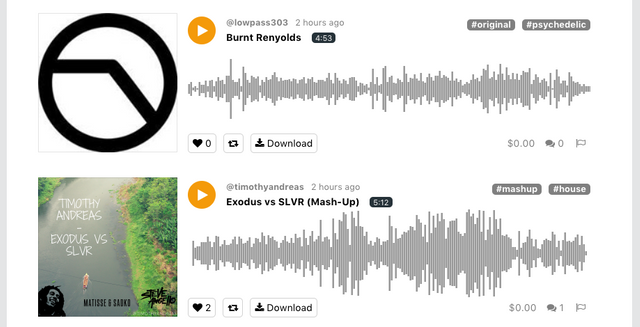 @lowpass303 2 hours ago #original #psychedelic
Burnt Renyolds 4:53
0 Download $0.00 0
@timothyandreas 2 hours ago #mashup #house
Exodus vs SLVR (Mash-Up) 5:12
TIMOTHY
ANDREAS
-
EXODUS VS
SLVR
MATISSE & SADKO
STEVE
ANGELLO
2 Download $0.00 1